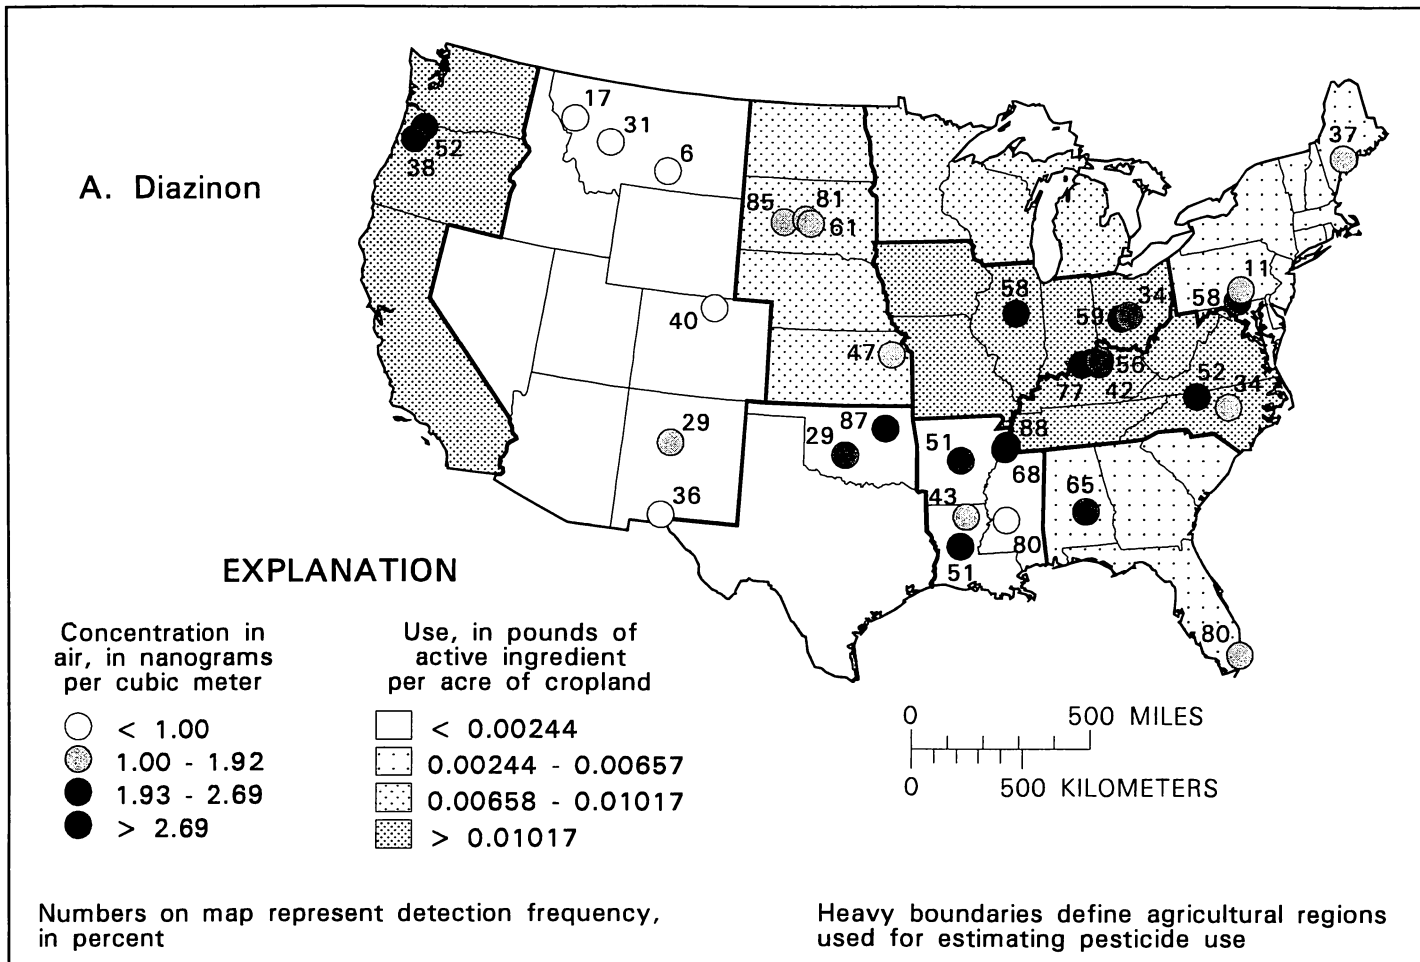 A. Diazinon
17
31
6
52
38
85
81
61
37
11
58
58
34
59
40
47
56
77
42
52
34
29
87
29
51
88
68
36
43
65
80
51
80
EXPLANATION
Concentration in
air, in nanograms
per cubic meter
< 1.00
1.00 - 1.92
1.93 - 2.69
> 2.69
Use, in pounds of
active ingredient
per acre of cropland
< 0.00244
0.00244 - 0.00657
0.00658 - 0.01017
> 0.01017
0 500 MILES
0 500 KILOMETERS
Numbers on map represent detection frequency,
in percent
Heavy boundaries define agricultural regions
used for estimating pesticide use